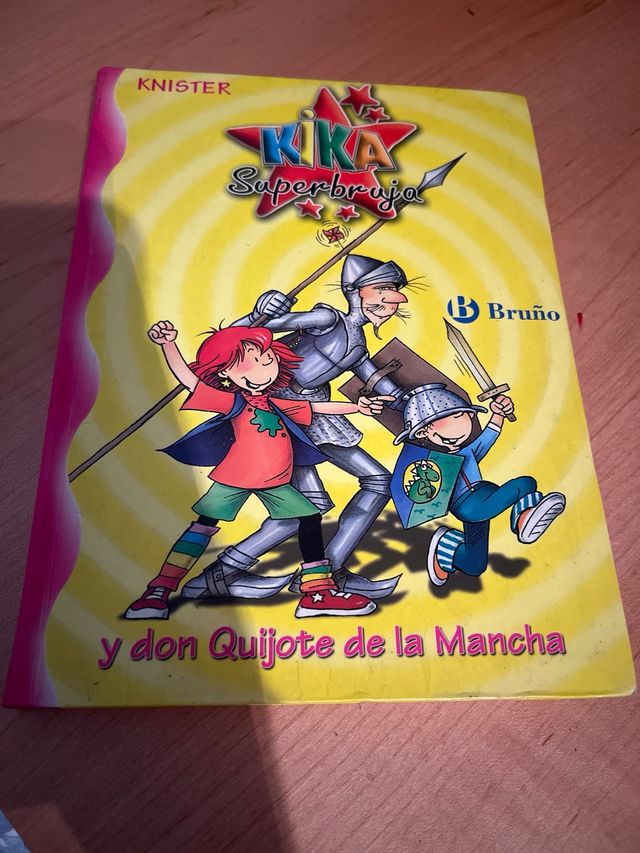 KNISTER
KiKA
Superbruja
B Bruño
y don Quijote de la Mancha